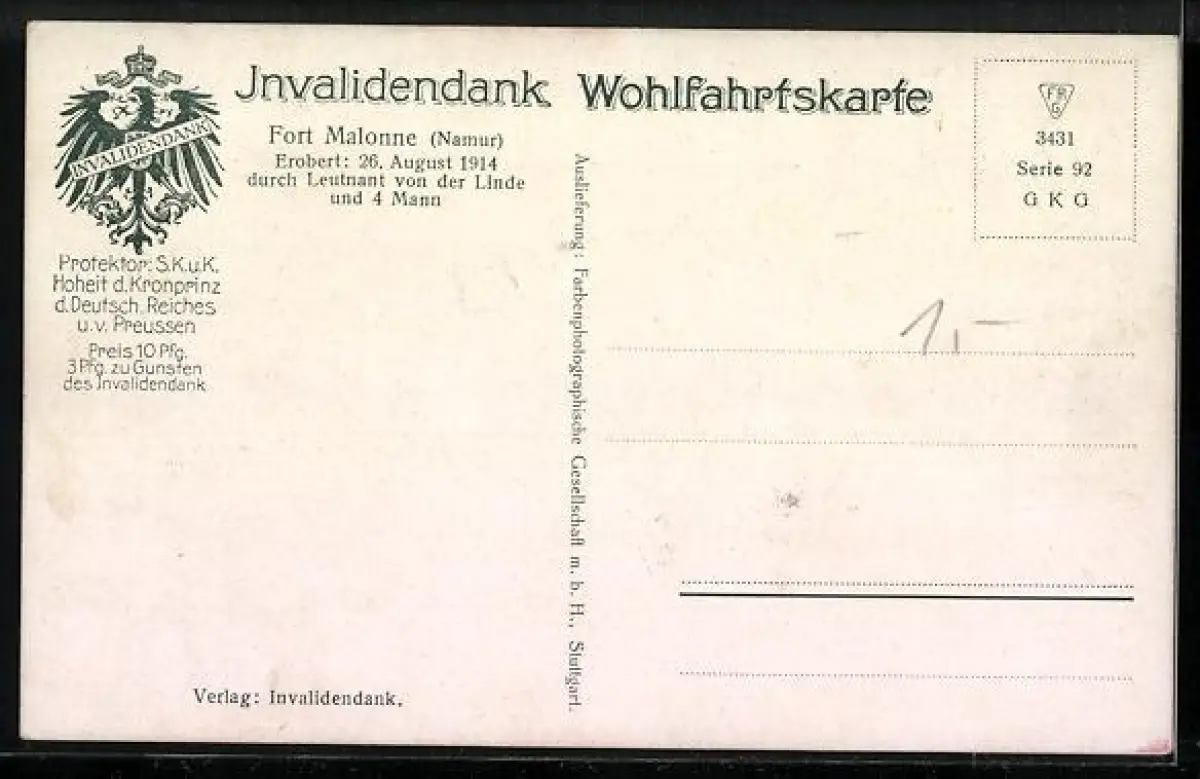 Jnvalidendank Wohlfahrtskarte
INVALIDENDANK
Fort Malonne (Namur)
Erobert: 26. August 1914
durch Leutnant von der Linde
und 4 Mann
Protektor: S.K.u.K.
Hoheit d. Kronprinz
d. Deutsch. Reiches
u.v. Preussen
Preis 10 Pfg.
3 Pfg. zu Gunsten
des Jnvalidendank
Verlag: Invalidendank.
Auslieferung: Farbenphotographische Gesellschaft m. b. H., Stuttgart.
3431
Serie 92
G K G
1,-